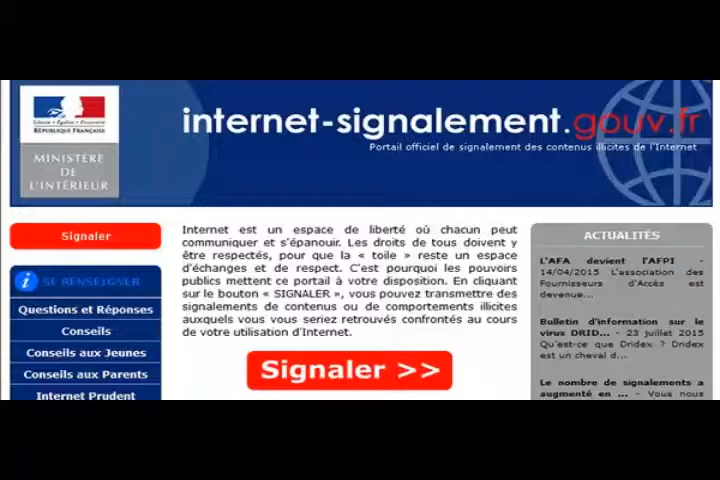 internet-signalement.gouv.fr
Portail officiel de signalement des contenus illicites de l'Internet
Liberté • Égalité • Fraternité
RÉPUBLIQUE FRANÇAISE
MINISTÈRE
DE
L'INTÉRIEUR
Signaler
SE RENSEIGNER
Questions et Réponses
Conseils
Conseils aux Jeunes
Conseils aux Parents
Internet Prudent
Internet est un espace de liberté où chacun peut
communiquer et s'épanouir. Les droits de tous doivent y
être respectés, pour que la « toile » reste un espace
d'échanges et de respect. C'est pourquoi les pouvoirs
publics mettent ce portail à votre disposition. En cliquant
sur le bouton « SIGNALER », vous pouvez transmettre des
signalements de contenus ou de comportements illicites
auxquels vous vous seriez retrouvés confrontés au cours
de votre utilisation d'Internet.
Signaler >>
ACTUALITÉS
L'AFA devient l'AFPI -
14/04/2015 L'association des
Fournisseurs d'Accès est
devenue...
Bulletin d'information sur le
virus DRID... - 23 juillet 2015
Qu'est-ce que Dridex ? Dridex
est un cheval d...
Le nombre de signalements a
augmenté en ... - Vous nous